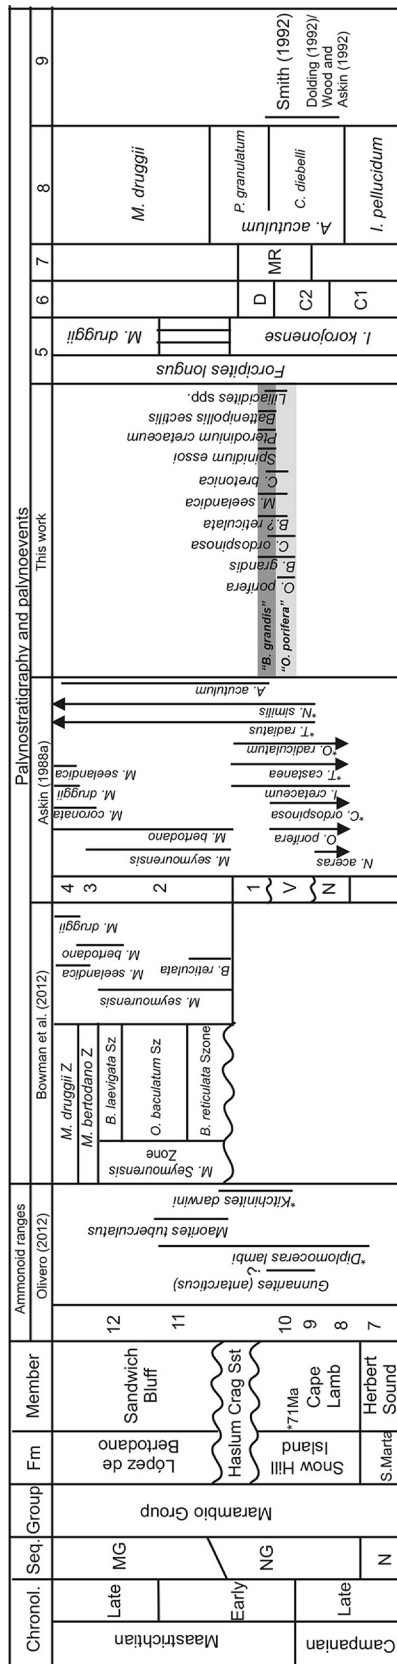 Chronol.
Seq.
Group
Fm
Member
Ammonoid ranges
Olivero (2012)
Palynostratigraphy and palynoevents
Bowman et al. (2012)
Askin (1988a)
This work
5
6
7
8
9
Maastrichtian
Campanian
Late
Early
Late
MG
NG
N
Marambio Group
López de
Bertodano
Haslum Crag Sst
Snow Hill
Island
S.Marta
Sandwich
Bluff
*71Ma
Cape
Lamb
Herbert
Sound
12
11
10
9
8
7
Gunnarites (antarcticus)
?
*Diplomoceras lambi
Maorites tuberculatus
*Kitchinites darwini
M. druggii Z
M. bertodano Z
B. laevigata Sz
O. baculatum Sz
B. reticulata Szone
M. Seymourensis
Zone
M. seymourensis
B. reticulata
M. seelandica
M. bertodano
M. druggii
4
3
2
1
V
N
N. aceras
M. seymourensis
O. porifera
M. bertodano
*C. ordospinosa
M. coronata
I. cretaceum
M. druggii
*T. castanea
M. seelandica
*O. radiculatum
*T. radiatus
*N. similis
A. acutulum
"B. grandis"
"O. porifera"
O. porifera
B. grandis
C. ordospinosa
B.? reticulata
M. seelandica
C. bretonica
Spinidium essoi
Pterodinium cretaceum
Battenipollis sectilis
Liliacidites spp.
Forcipites longus
M. druggii
I. korojonense
D
C2
C1
MR
M. druggii
P. granulatum
C. diebelli
A. acutulum
I. pellucidum
Smith (1992)
Dolding (1992)/
Wood and
Askin (1992)